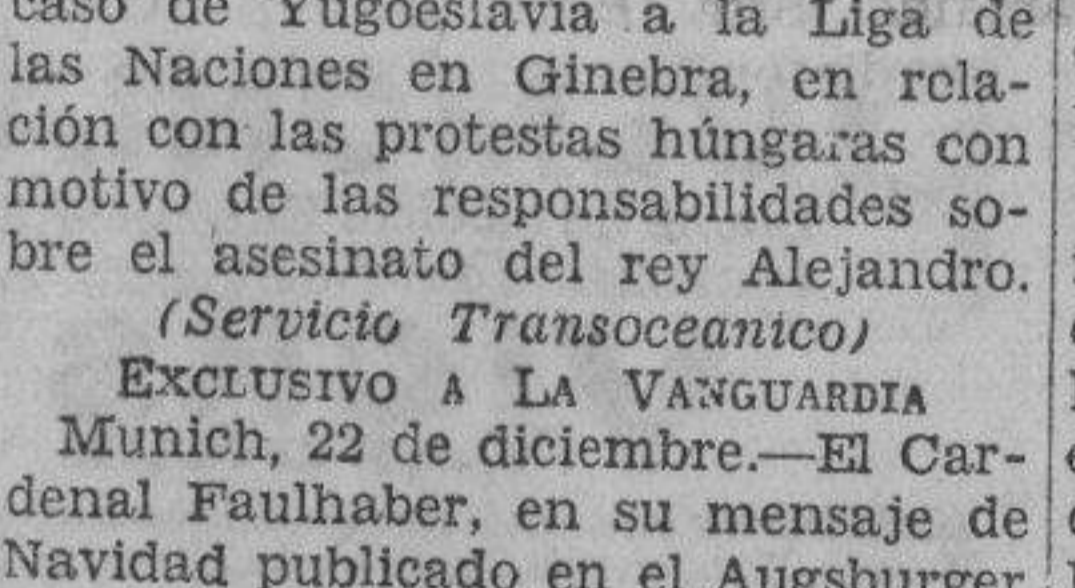 caso de Yugoeslavia a la Liga de
las Naciones en Ginebra, en rela-
ción con las protestas húngaras con
motivo de las responsabilidades so-
bre el asesinato del rey Alejandro.
(Servicio Transoceanico)
EXCLUSIVO A LA VANGUARDIA
Munich, 22 de diciembre.—El Car-
denal Faulhaber, en su mensaje de
Navidad publicado en el Augsburger